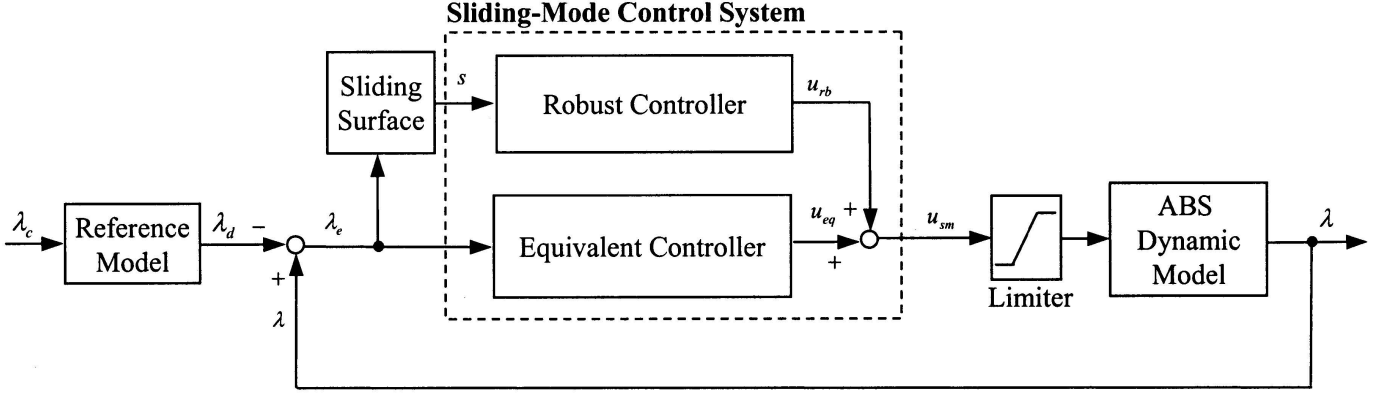 Sliding-Mode Control System
Sliding
Surface
s
Robust Controller
u_rb
λ_c
Reference
Model
λ_d
−
λ_e
+
λ
Equivalent Controller
u_eq
+
+
u_sm
Limiter
ABS
Dynamic
Model
λ